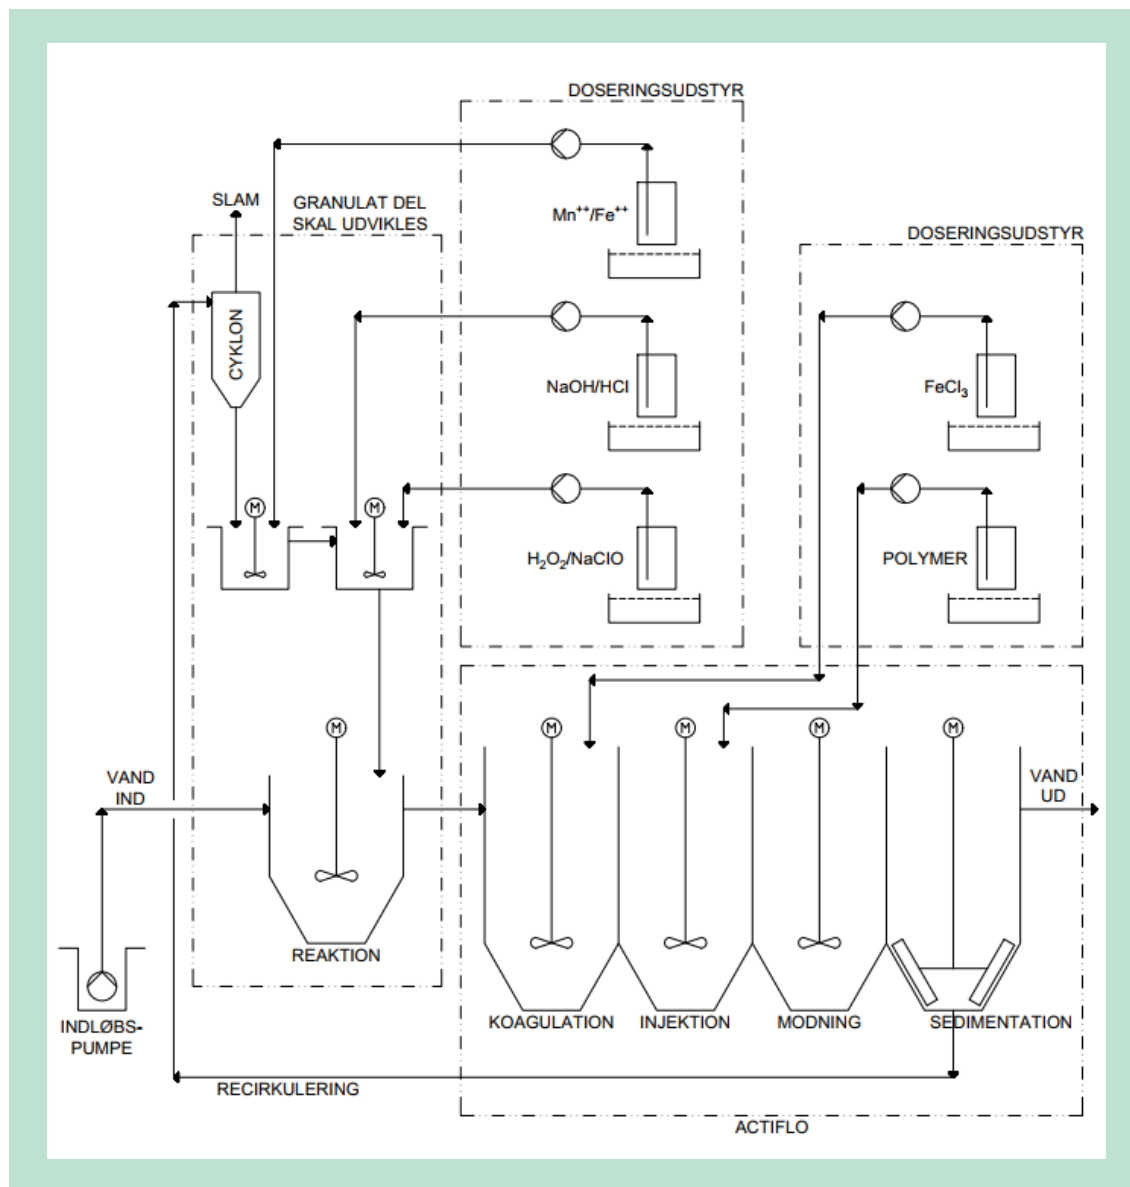 DOSERINGSUDSTYR
SLAM
GRANULAT DEL
SKAL UDVIKLES
Mn⁺⁺/Fe⁺⁺
DOSERINGSUDSTYR
CYKLON
NaOH/HCl
FeCl₃
M
M
H₂O₂/NaClO
POLYMER
M
M
M
M
M
VAND
IND
VAND
UD
REAKTION
KOAGULATION
INJEKTION
MODNING
SEDIMENTATION
INDLØBS-
PUMPE
RECIRKULERING
ACTIFLO